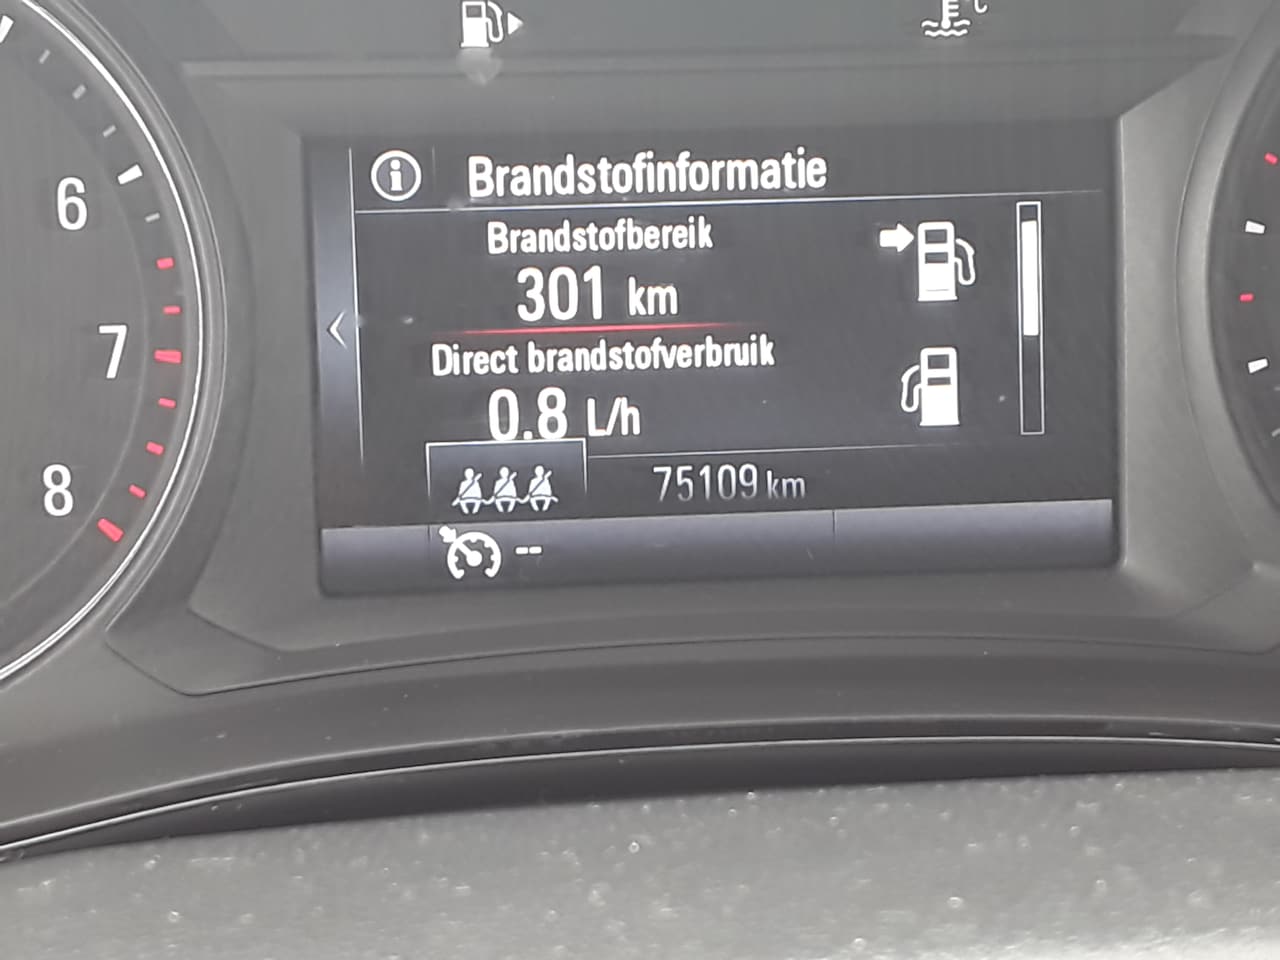 °C
Brandstofinformatie
Brandstofbereik
301 km
Direct brandstofverbruik
0.8 L/h
75109 km
--
6
7
8